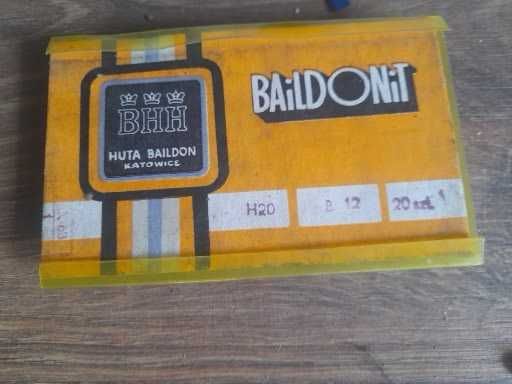 BHH
HUTA BAILDON
KATOWICE
BAiLDONiT
H20
B 12
20 szt.